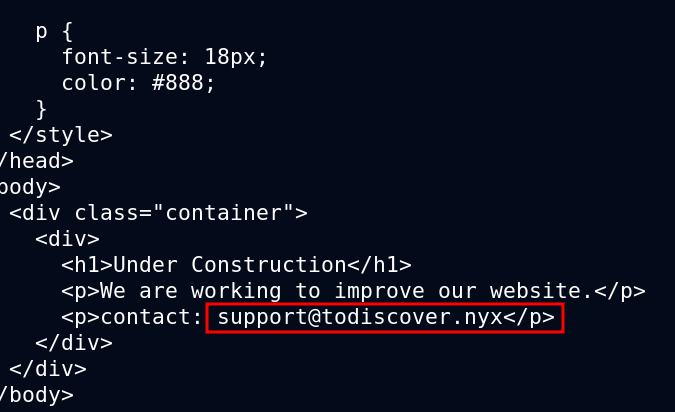 p {
font-size: 18px;
color: #888;
}
</style>
/head>
body>
<div class="container">
<div>
<h1>Under Construction</h1>
<p>We are working to improve our website.</p>
<p>contact: support@todiscover.nyx</p>
</div>
</div>
/body>